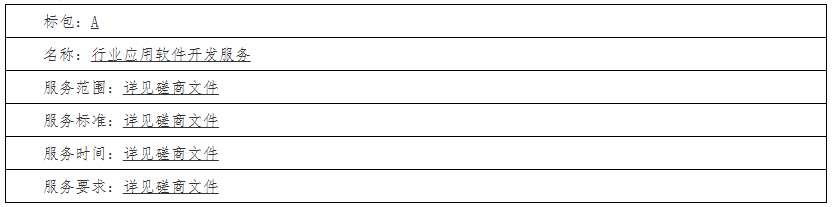 标包：A
名称：行业应用软件开发服务
服务范围：详见磋商文件
服务标准：详见磋商文件
服务时间：详见磋商文件
服务要求：详见磋商文件